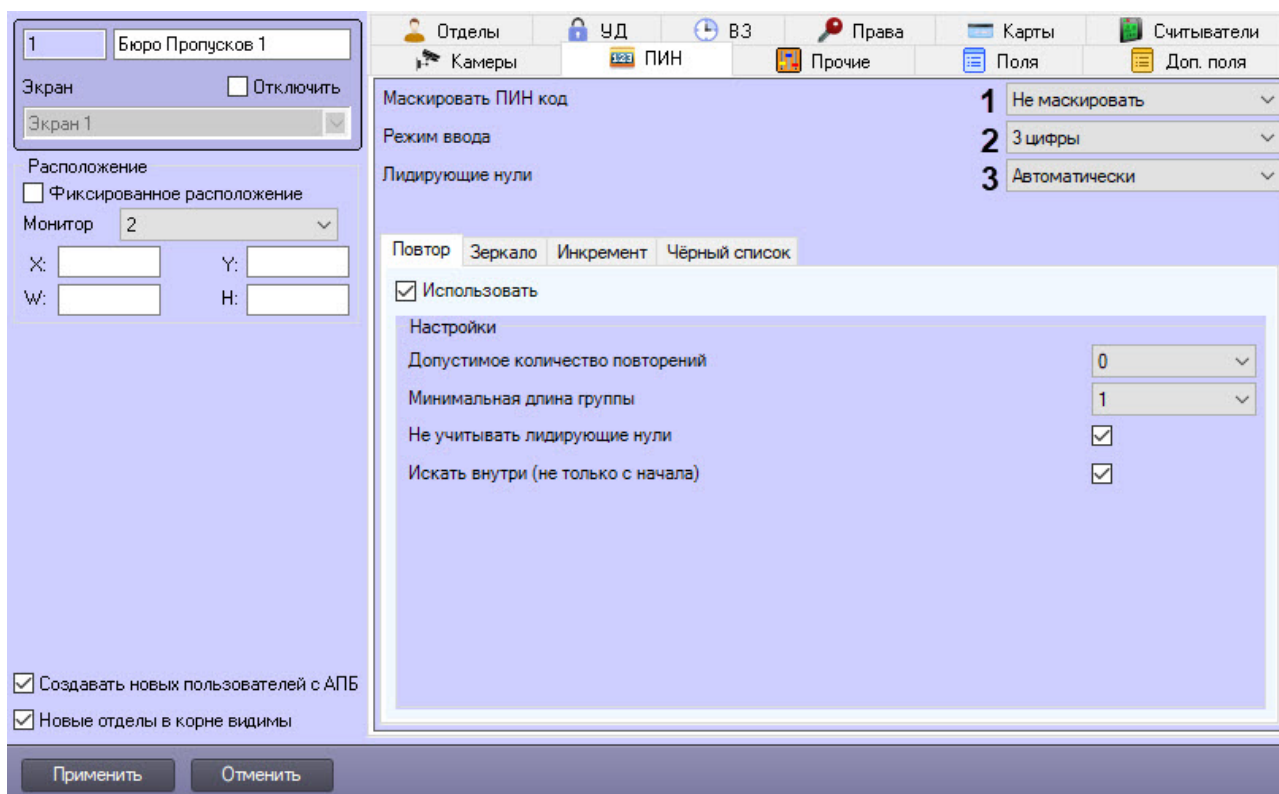 1 Бюро Пропусков 1
Экран Отключить
Экран 1
Расположение
Фиксированное расположение
Монитор 2
X: Y:
W: H:
Создавать новых пользователей с АПБ
Новые отделы в корне видимы
Применить Отменить
Отделы УД ВЗ Права Карты Считыватели
Камеры 123 ПИН Прочие Поля Доп. поля
Маскировать ПИН код 1 Не маскировать
Режим ввода 2 3 цифры
Лидирующие нули 3 Автоматически
Повтор Зеркало Инкремент Чёрный список
Использовать
Настройки
Допустимое количество повторений 0
Минимальная длина группы 1
Не учитывать лидирующие нули
Искать внутри (не только с начала)